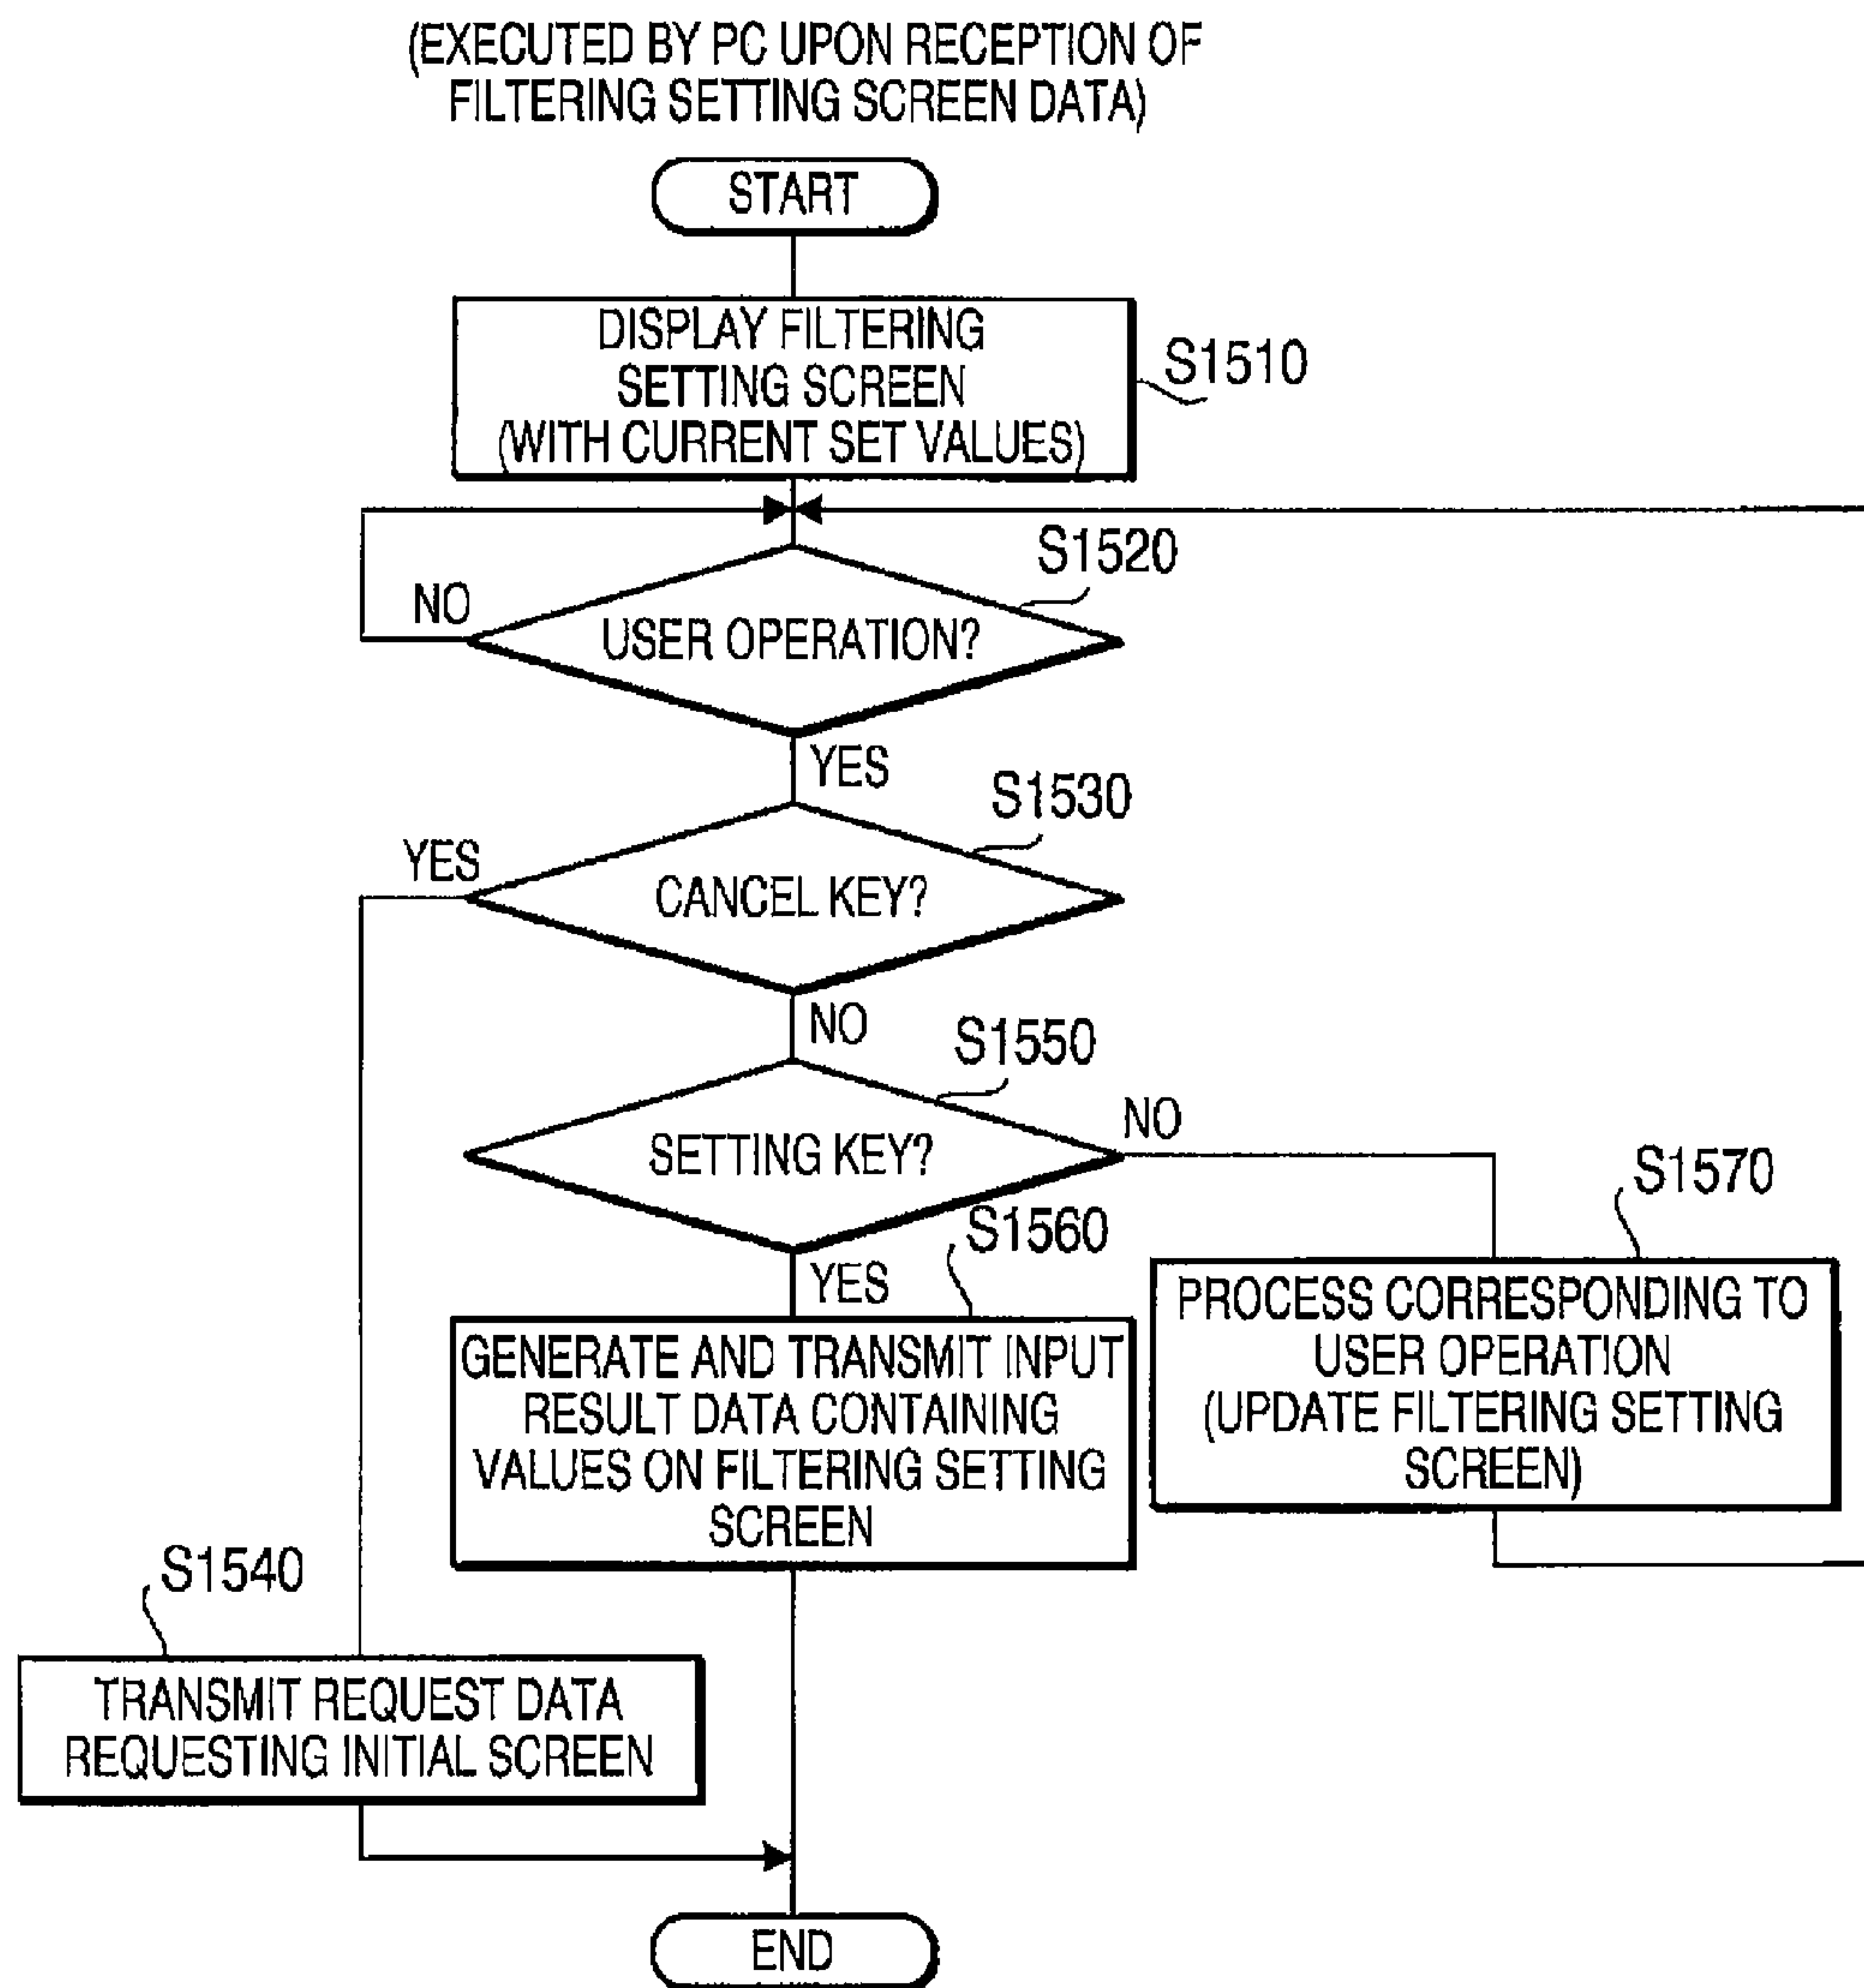 (EXECUTED BY PC UPON RECEPTION OF
FILTERING SETTING SCREEN DATA)
START
DISPLAY FILTERING
SETTING SCREEN
(WITH CURRENT SET VALUES)
S1510
S1520
NO
USER OPERATION?
YES
S1530
YES
CANCEL KEY?
NO
S1550
NO
SETTING KEY?
S1570
S1560
YES
PROCESS CORRESPONDING TO
USER OPERATION
(UPDATE FILTERING SETTING
SCREEN)
GENERATE AND TRANSMIT INPUT
RESULT DATA CONTAINING
VALUES ON FILTERING SETTING
SCREEN
S1540
TRANSMIT REQUEST DATA
REQUESTING INITIAL SCREEN
END